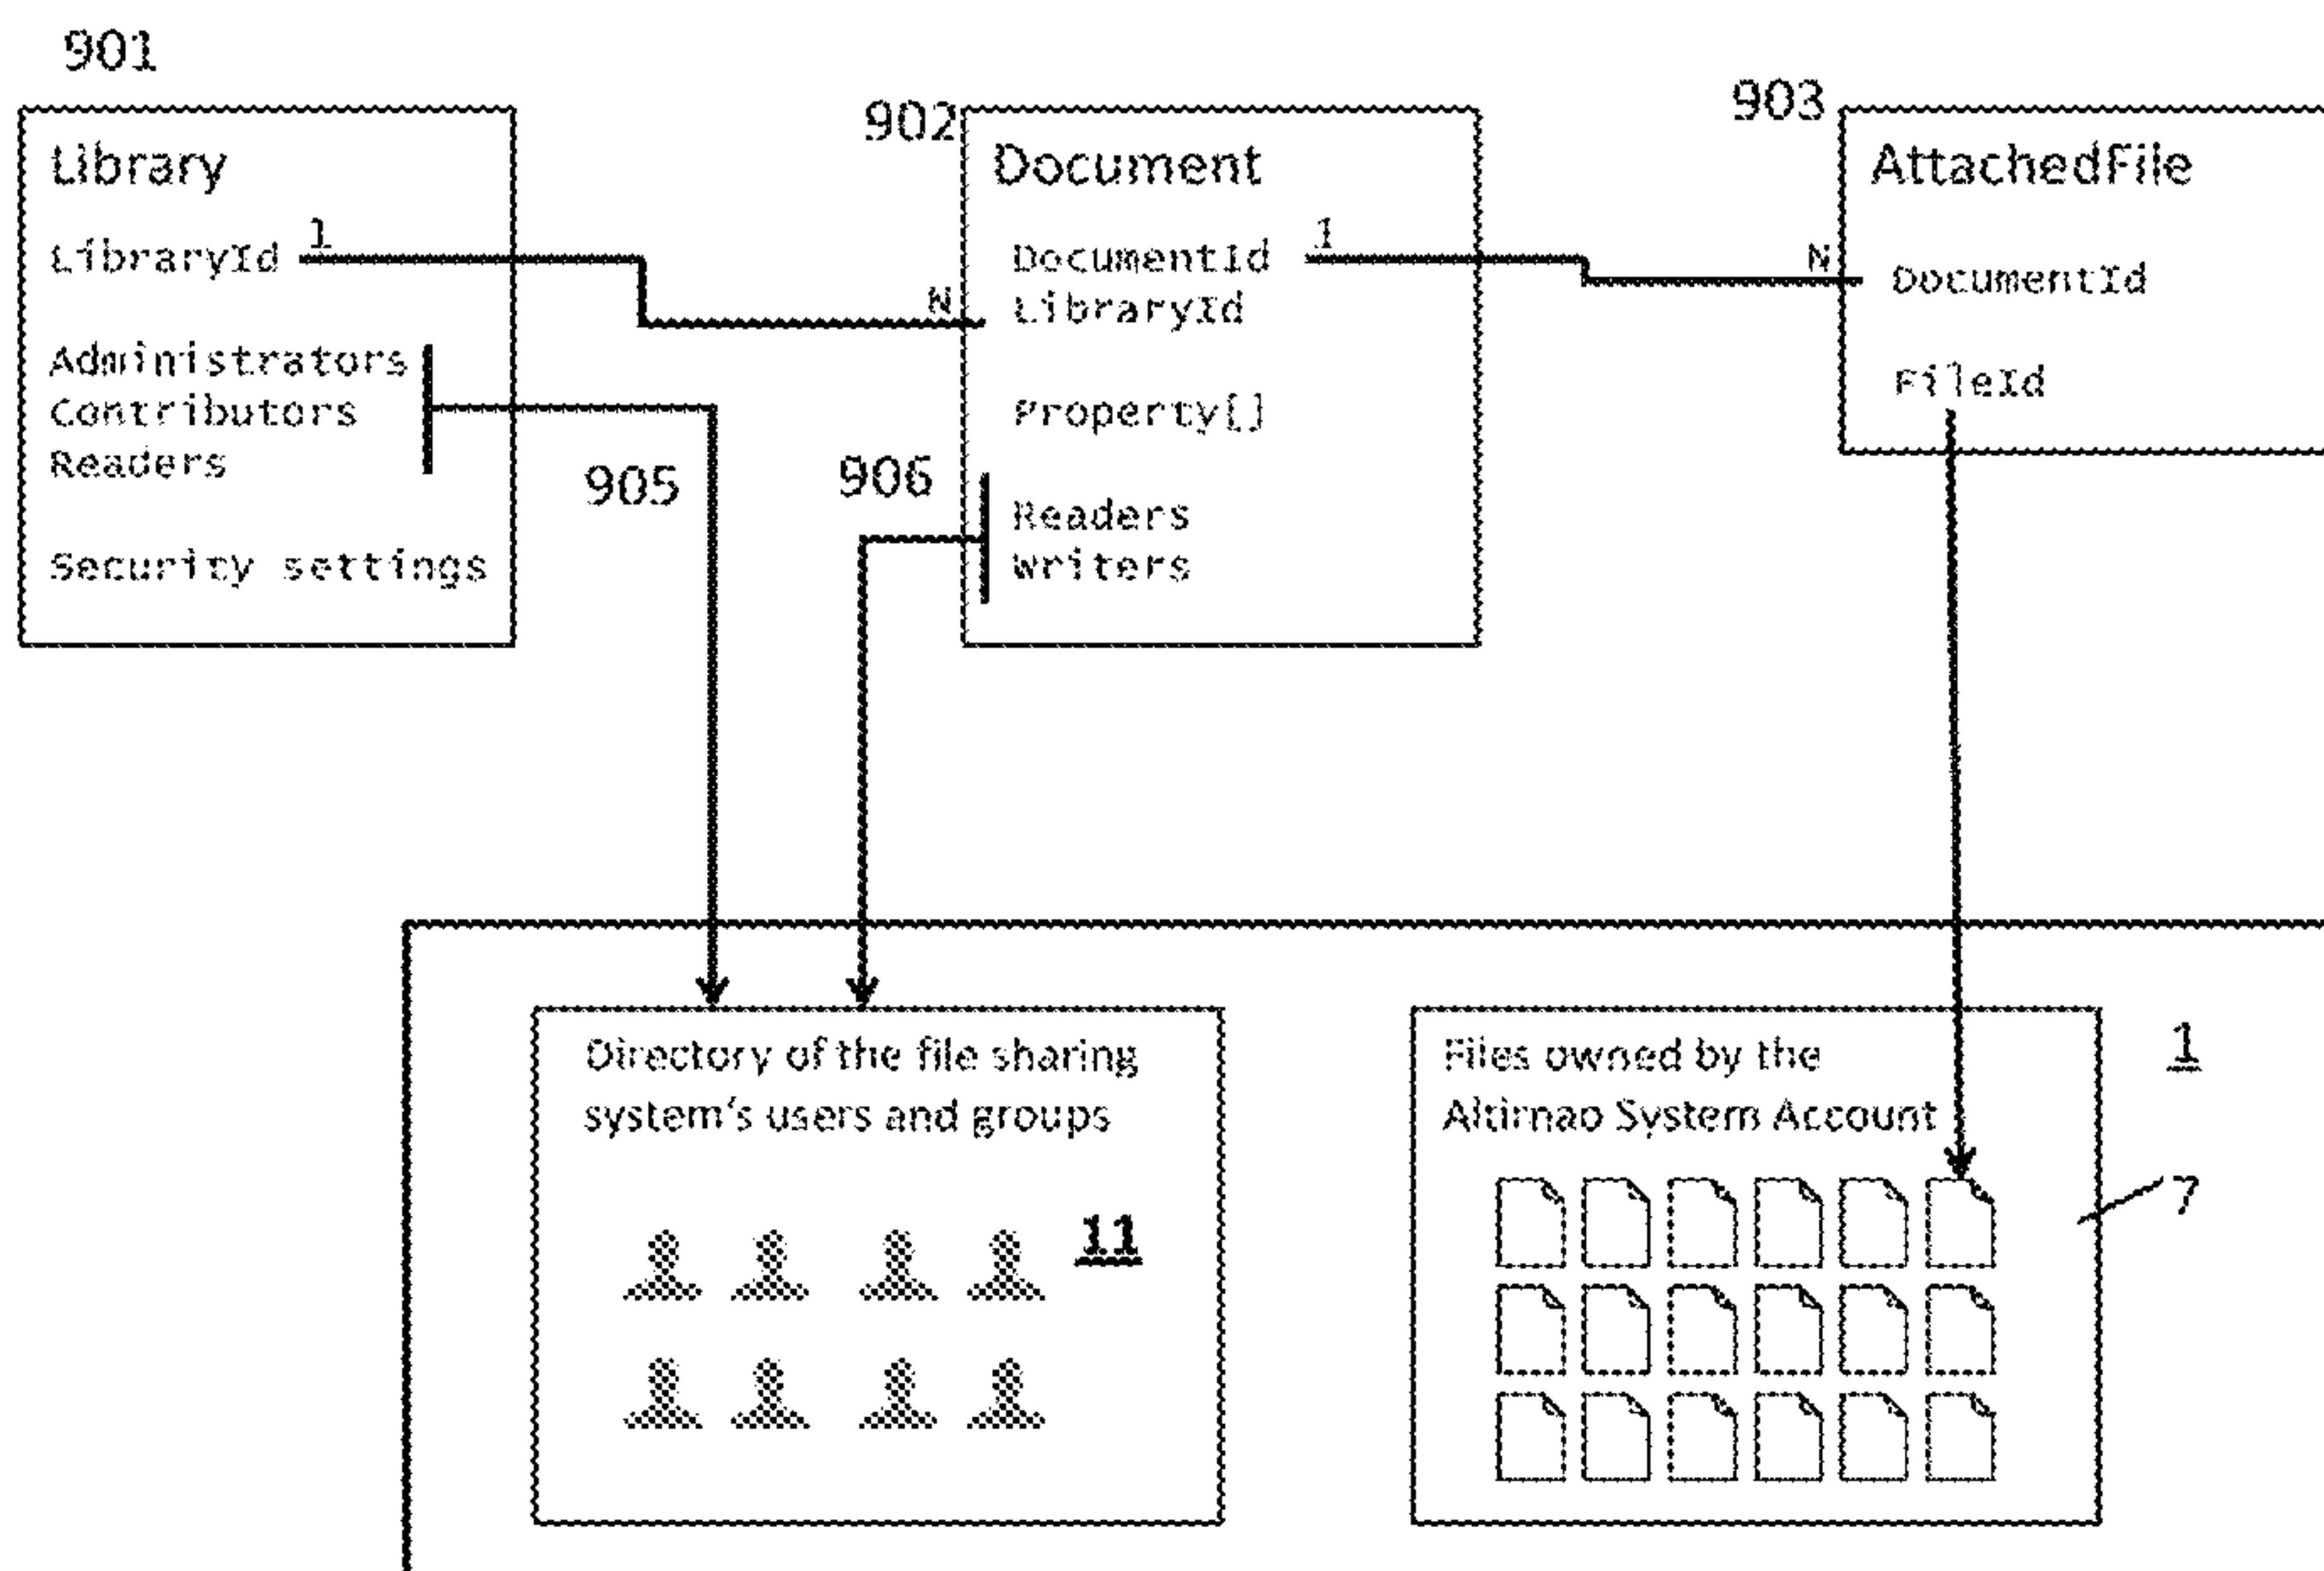 901
902
903
Library
Document
AttachedFile
LibraryId
1
N
DocumentId
1
N
LibraryId
DocumentId
Administrators
Contributors
Readers
Property[]
FileId
905
906
Readers
Writers
Security settings
Directory of the file sharing
system's users and groups
11
Files owned by the
Altirnao System Account
1
7